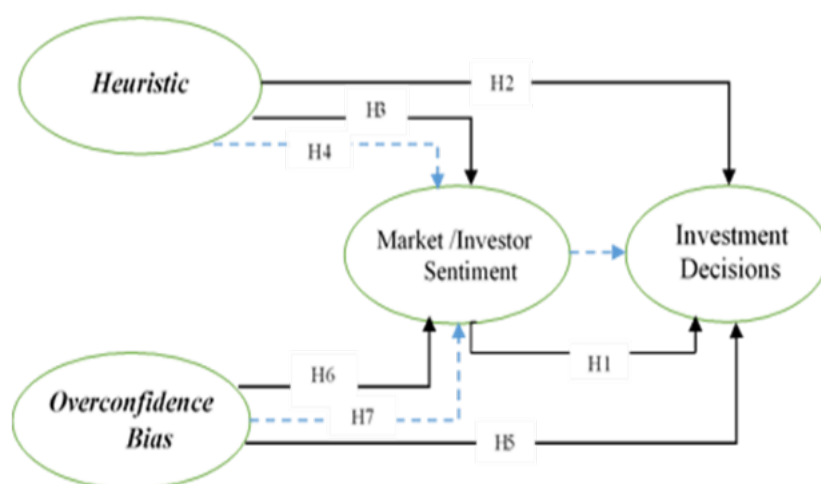 Heuristic
H2
H3
H4
Market /Investor
Sentiment
Investment
Decisions
H6
H1
Overconfidence
Bias
H7
H5